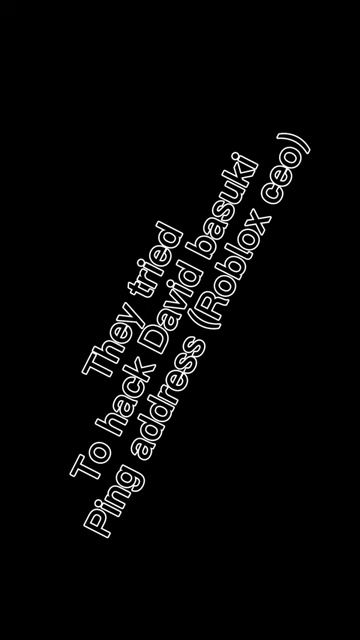 They tried
To hack David basuki
Ping address (Roblox ceo)